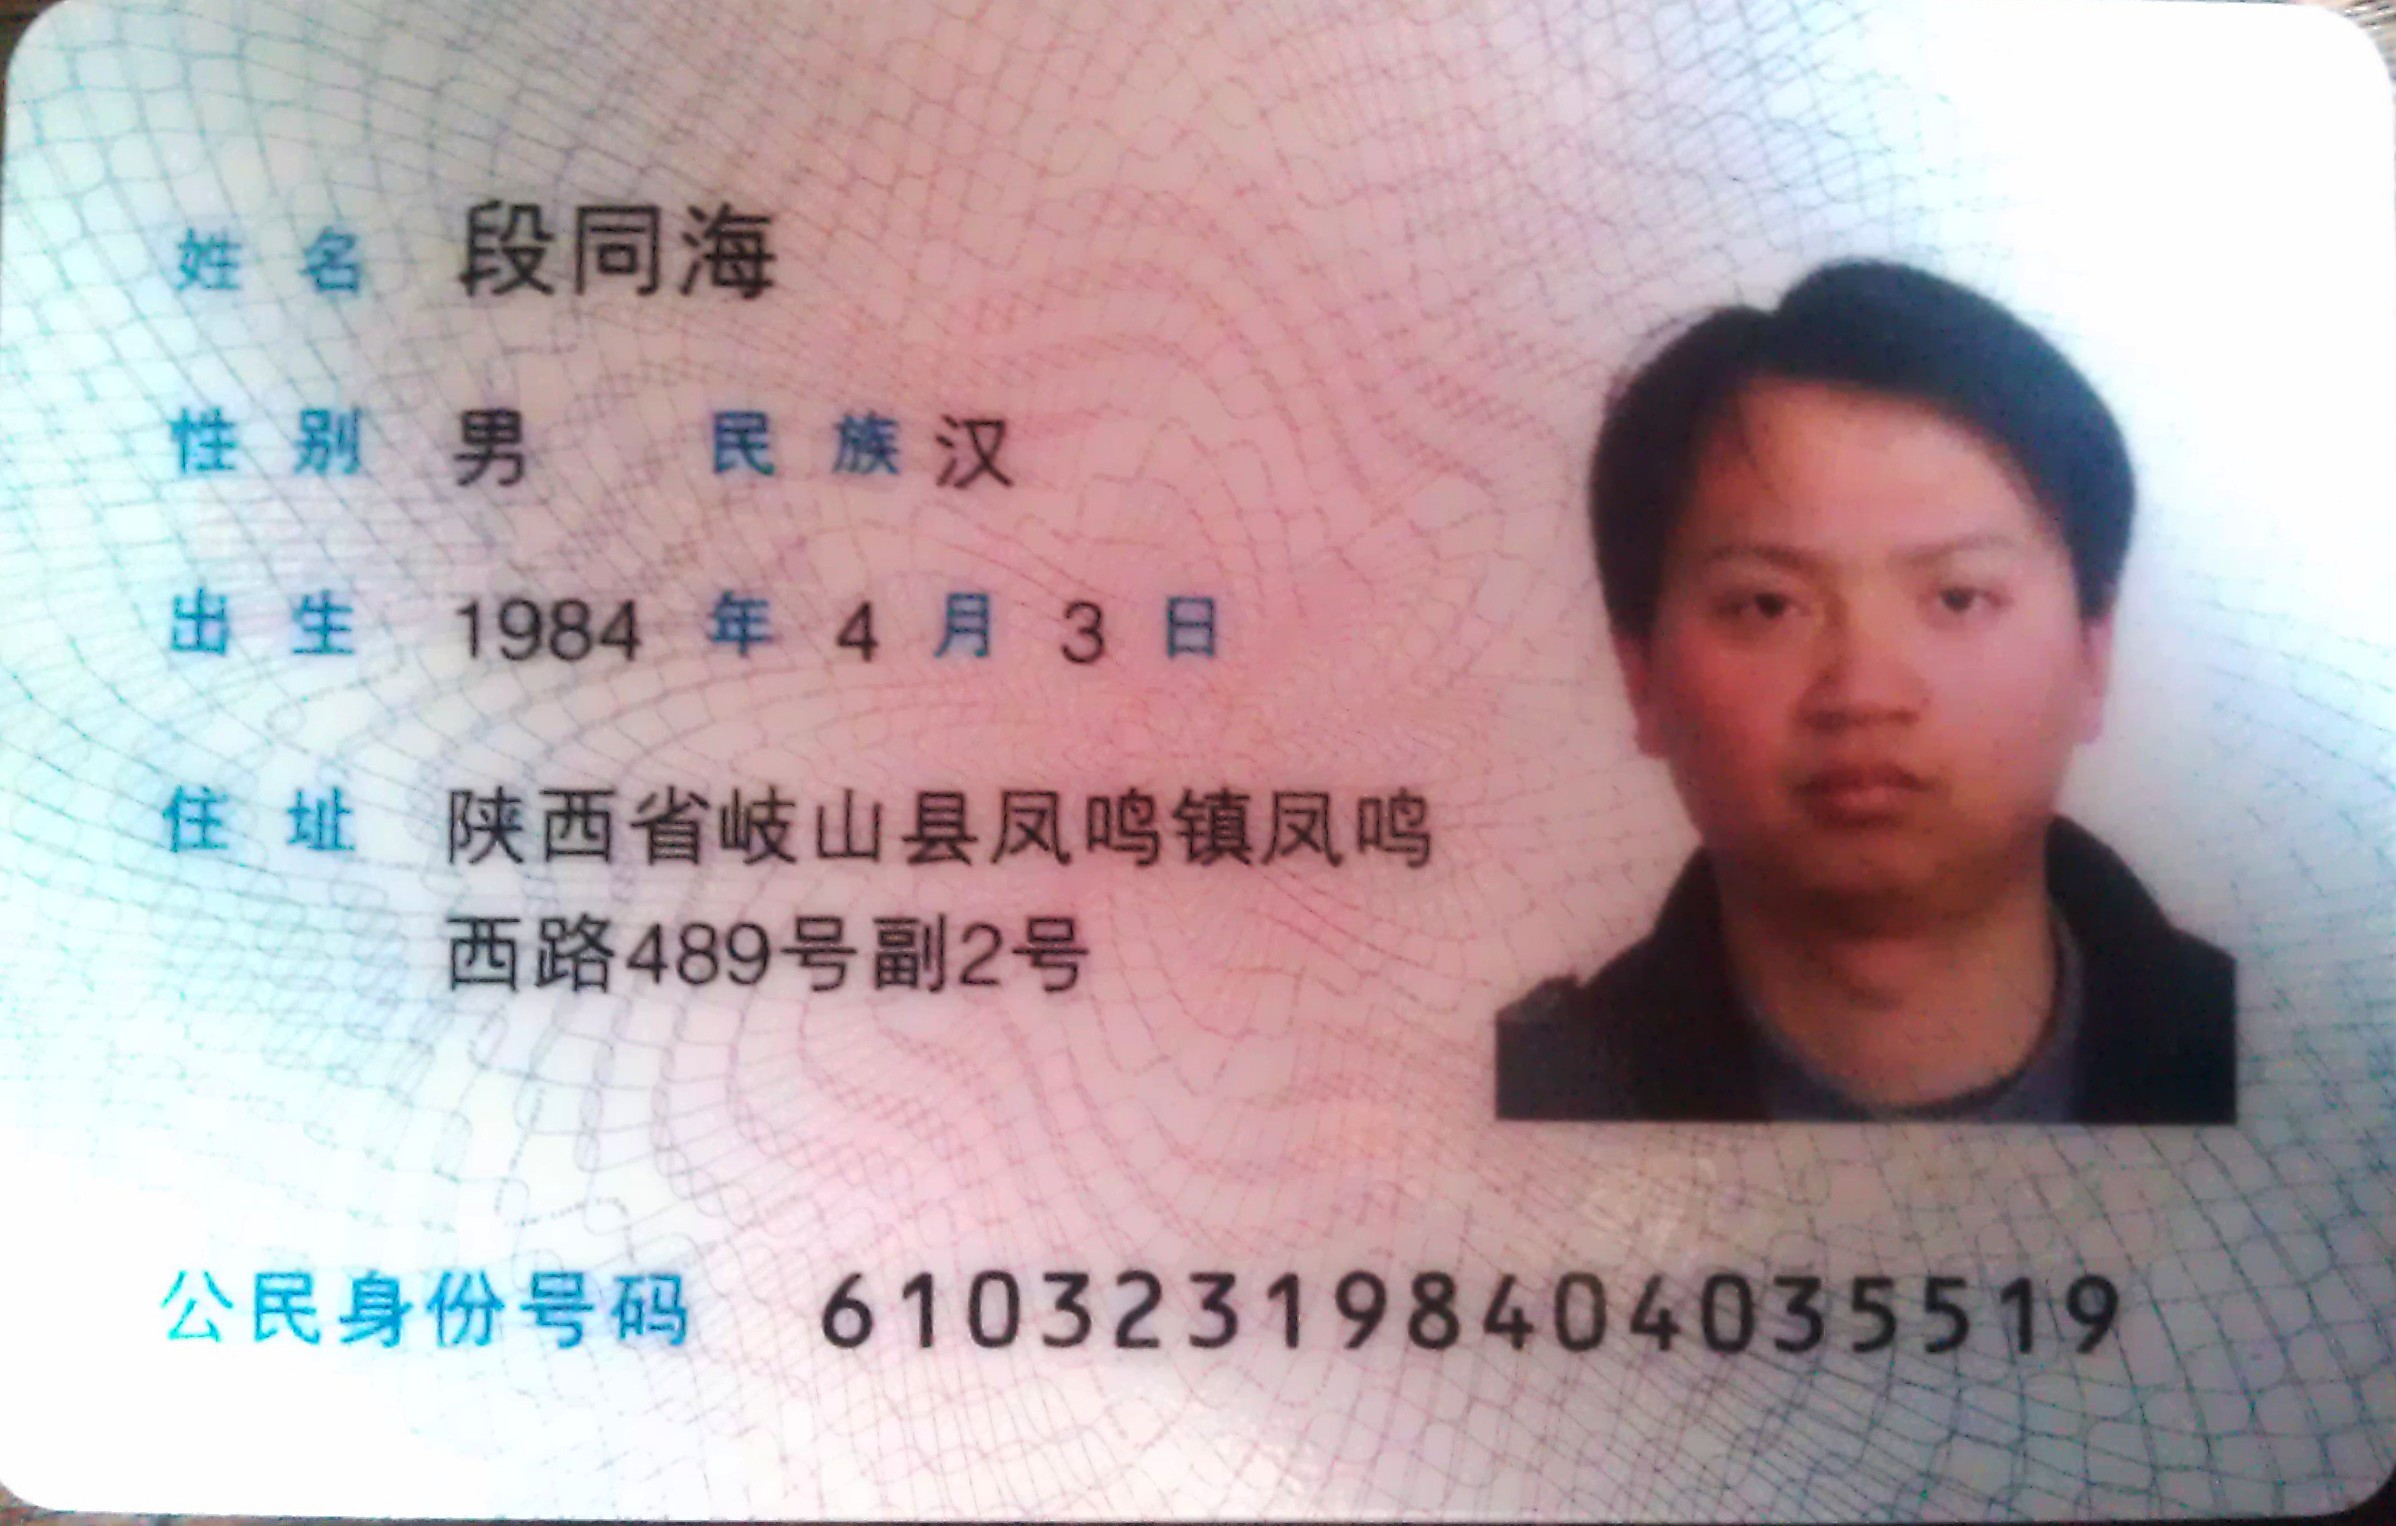 姓名 段同海
性别 男 民族 汉
出生 1984 年 4 月 3 日
住址 陕西省岐山县凤鸣镇凤鸣
西路489号副2号
公民身份号码 610323198404035519